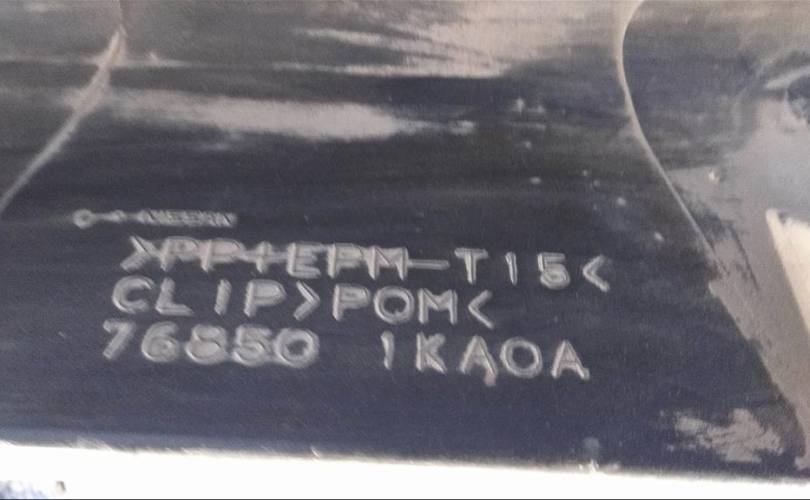 NISSAN
>PP+EPM-T15<
CLIP>POM<
76850 1KA0A